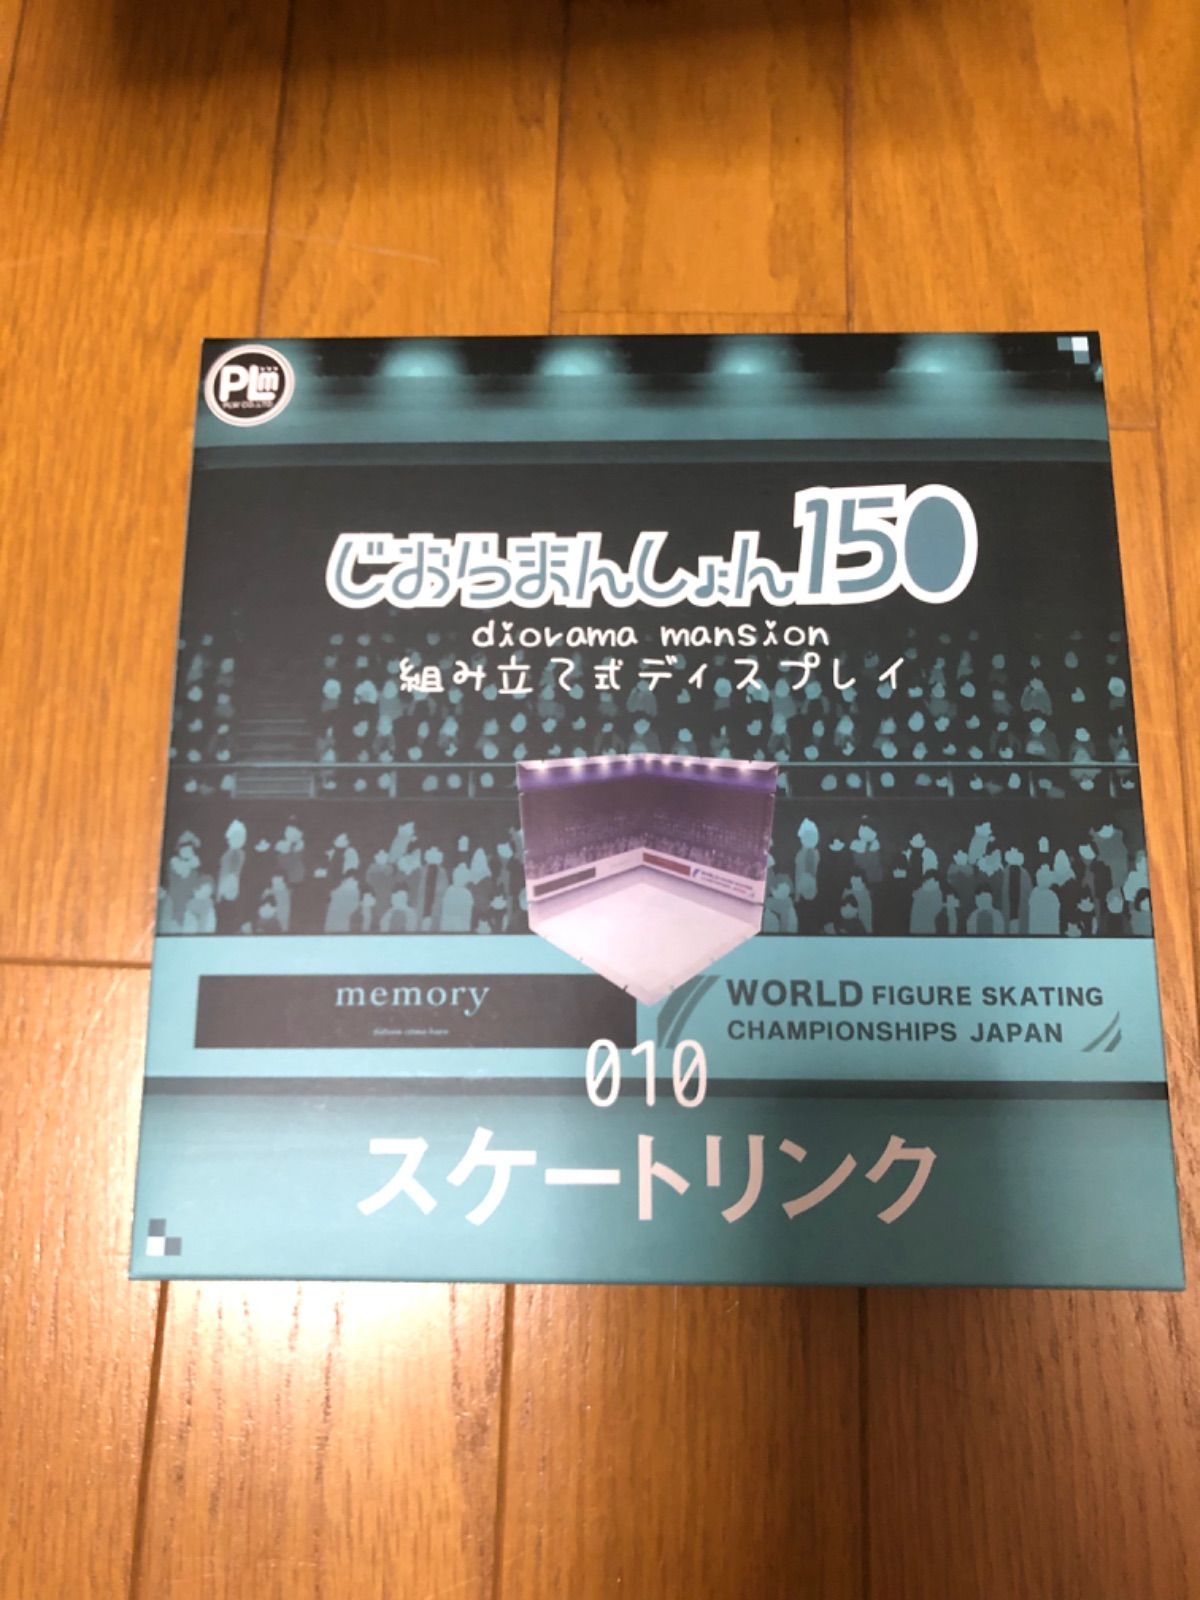 PLM
じおらまんしょん150
diorama mansion
組み立て式ディスプレイ
memory
WORLD FIGURE SKATING
CHAMPIONSHIPS JAPAN
010
スケートリンク